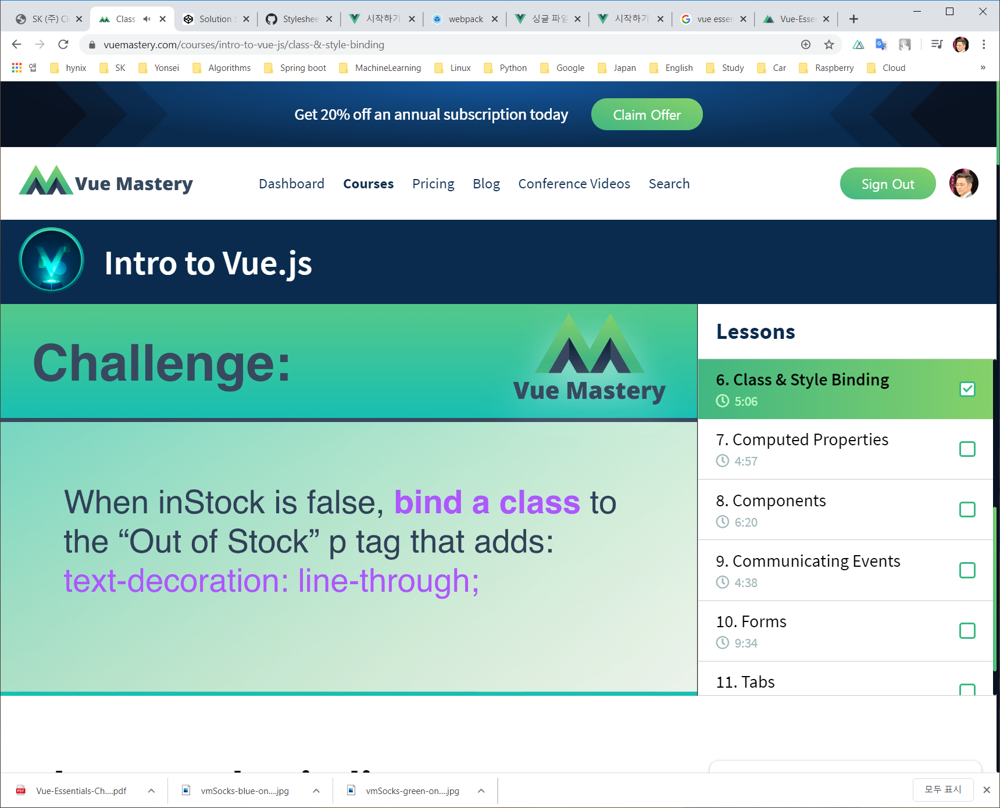 SK (주) C
Class
Solution
Styleshee
시작하기
webpack
싱글 파일
시작하기
vue essen
Vue-Esse
vuemastery.com/courses/intro-to-vue-js/class-&-style-binding
앱
hynix
SK
Yonsei
Algorithms
Spring boot
MachineLearning
Linux
Python
Google
Japan
English
Study
Car
Raspberry
Cloud
»
Get 20% off an annual subscription today
Claim Offer
Vue Mastery
Dashboard
Courses
Pricing
Blog
Conference Videos
Search
Sign Out
Intro to Vue.js
Challenge:
Vue Mastery
When inStock is false, bind a class to
the “Out of Stock” p tag that adds:
text-decoration: line-through;
Lessons
6. Class & Style Binding
5:06
7. Computed Properties
4:57
8. Components
6:20
9. Communicating Events
4:38
10. Forms
9:34
11. Tabs
PDF
Vue-Essentials-Ch....pdf
vmSocks-blue-on....jpg
vmSocks-green-on....jpg
모두 표시